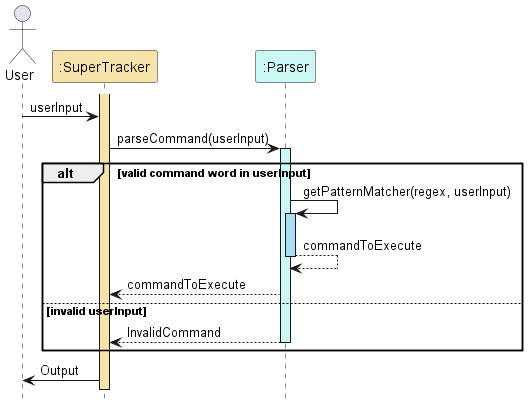 User
:SuperTracker
:Parser
userInput
parseCommand(userInput)
alt
[valid command word in userInput]
getPatternMatcher(regex, userInput)
commandToExecute
commandToExecute
[invalid userInput]
InvalidCommand
Output